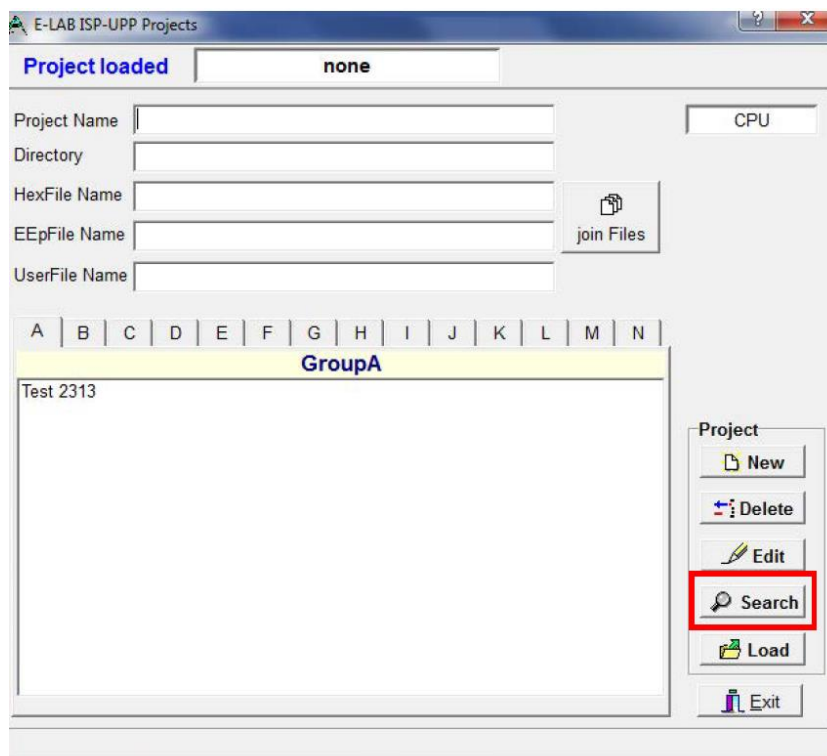 E-LAB ISP-UPP Projects
Project loaded none
Project Name CPU
Directory
HexFile Name
EEpFile Name join Files
UserFile Name
A B C D E F G H I J K L M N
GroupA
Test 2313
Project
New
Delete
Edit
Search
Load
Exit